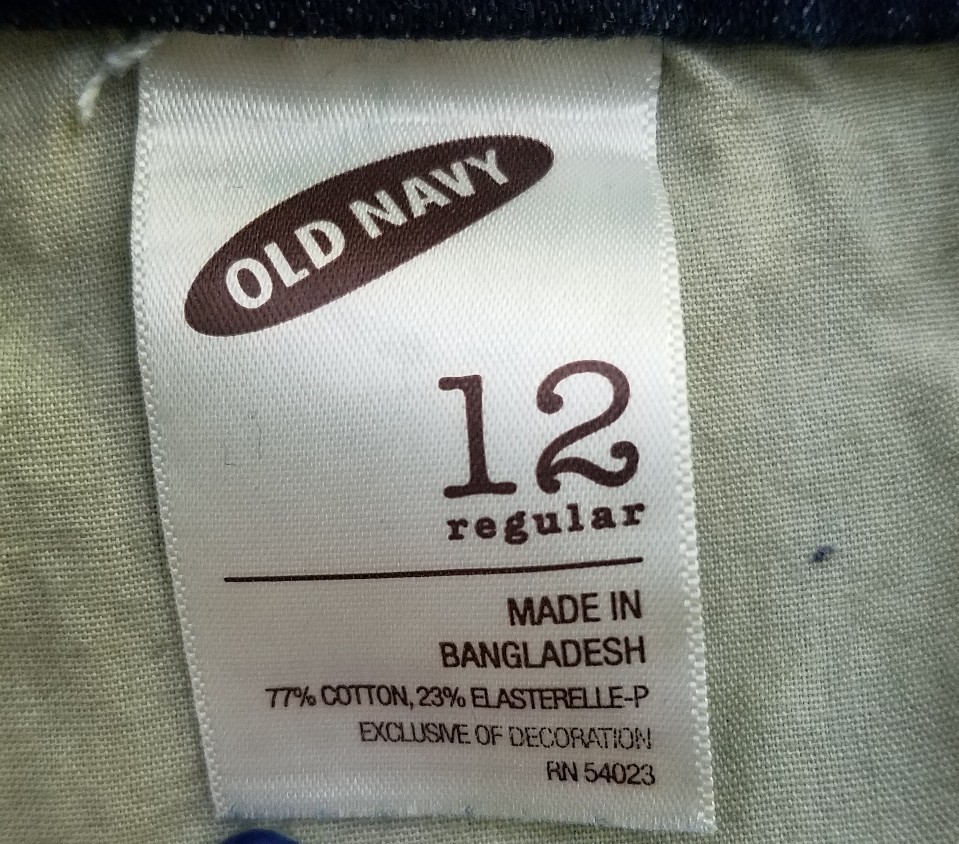 OLD NAVY
12
regular
MADE IN
BANGLADESH
77% COTTON, 23% ELASTERELLE-P
EXCLUSIVE OF DECORATION
RN 54023